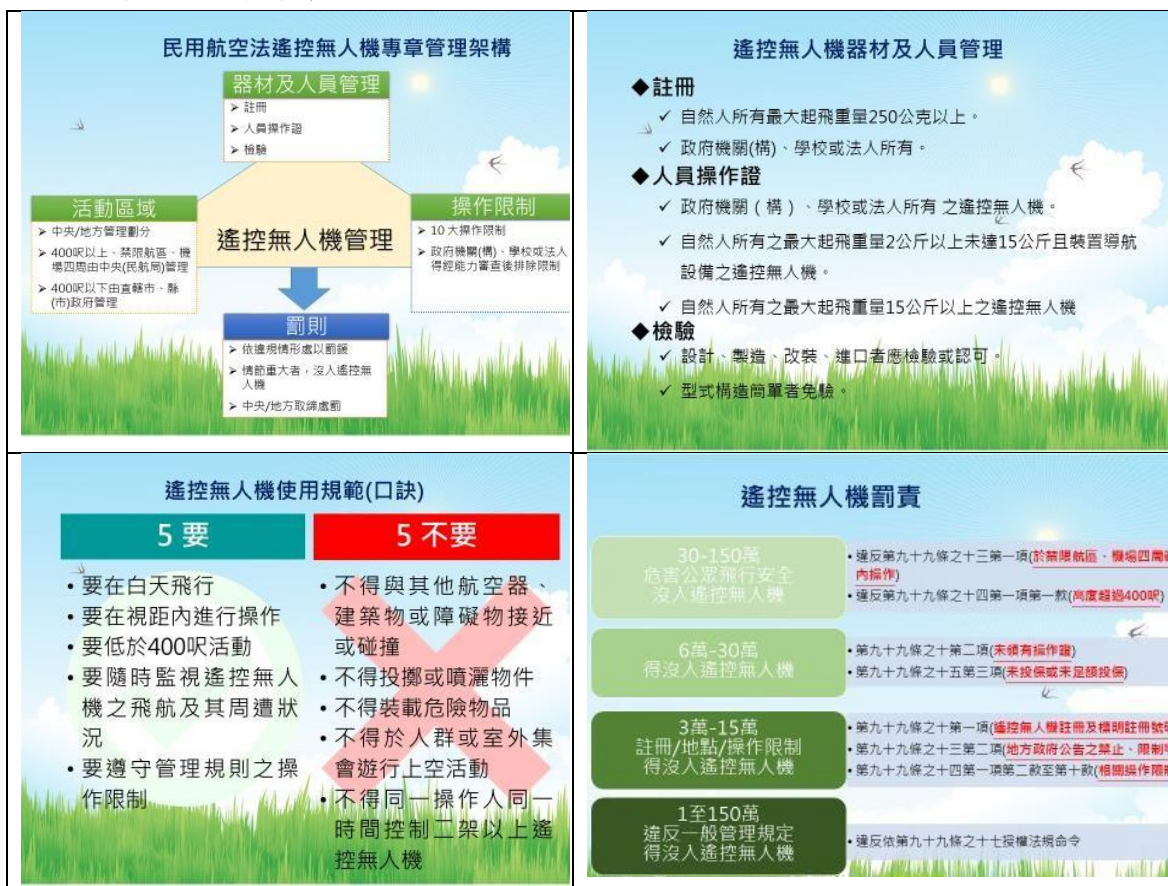 民用航空法遙控無人機專章管理架構
器材及人員管理
➢ 註冊
➢ 人員操作證
➢ 檢驗
活動區域
➢ 中央/地方管理劃分
➢ 400呎以上、禁限航區、機
場四周由中央(民航局)管理
➢ 400呎以下由直轄市、縣
(市)政府管理
遙控無人機管理
操作限制
➢ 10大操作限制
➢ 政府機關(構)、學校或法人
得經能力審查後排除限制
罰則
➢ 依違規情形處以罰鍰
➢ 情節重大者，沒入遙控無
人機
➢ 中央/地方取締處罰
遙控無人機器材及人員管理
◆註冊
✓ 自然人所有最大起飛重量250公克以上。
✓ 政府機關(構)、學校或法人所有。
◆人員操作證
✓ 政府機關（構）、學校或法人所有 之遙控無人機。
✓ 自然人所有之最大起飛重量2公斤以上未達15公斤且裝置導航
設備之遙控無人機。
✓ 自然人所有之最大起飛重量15公斤以上之遙控無人機
◆檢驗
✓ 設計、製造、改裝、進口者應檢驗或認可。
✓ 型式構造簡單者免驗。
遙控無人機使用規範(口訣)
5 要
• 要在白天飛行
• 要在視距內進行操作
• 要低於400呎活動
• 要隨時監視遙控無人
機之飛航及其周遭狀
況
• 要遵守管理規則之操
作限制
5 不要
• 不得與其他航空器、
建築物或障礙物接近
或碰撞
• 不得投擲或噴灑物件
• 不得裝載危險物品
• 不得於人群或室外集
會遊行上空活動
• 不得同一操作人同一
時間控制二架以上遙
控無人機
遙控無人機罰責
30-150萬
危害公眾飛行安全
沒入遙控無人機
• 違反第九十九條之十三第一項(於禁限航區、機場四周
內操作)
• 違反第九十九條之十四第一項第一款(高度超過400呎)
6萬-30萬
得沒入遙控無人機
• 第九十九條之十第二項(未領有操作證)
• 第九十九條之十五第三項(未投保或未足額投保)
3萬-15萬
註冊/地點/操作限制
得沒入遙控無人機
• 第九十九條之十第一項(遙控無人機註冊及標明註冊號
• 第九十九條之十三第二項(地方政府公告之禁止、限制
• 第九十九條之十四第一項第二款至第十款(相關操作限
1至150萬
違反一般管理規定
得沒入遙控無人機
• 違反依第九十九條之十七授權法規命令